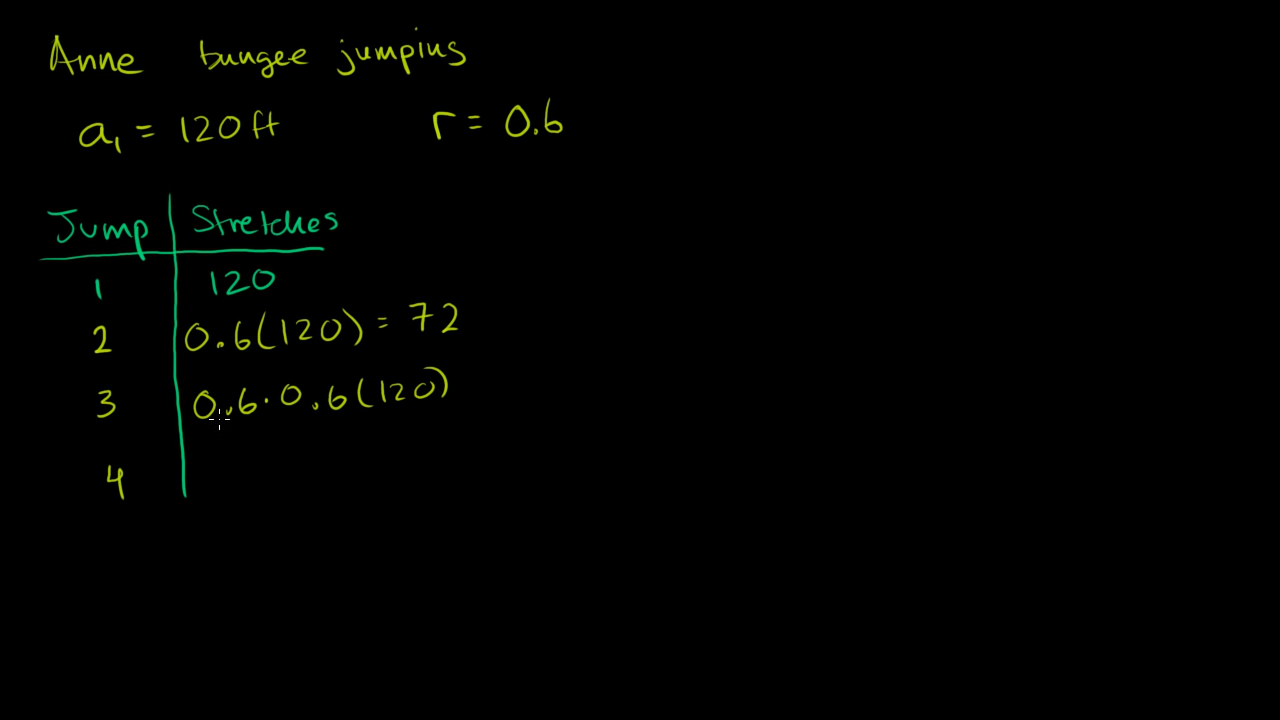 Anne bungee jumping
a₁ = 120 ft r = 0.6
Jump Stretches
1 120
2 0.6(120) = 72
3 0.6 · 0.6(120)
4